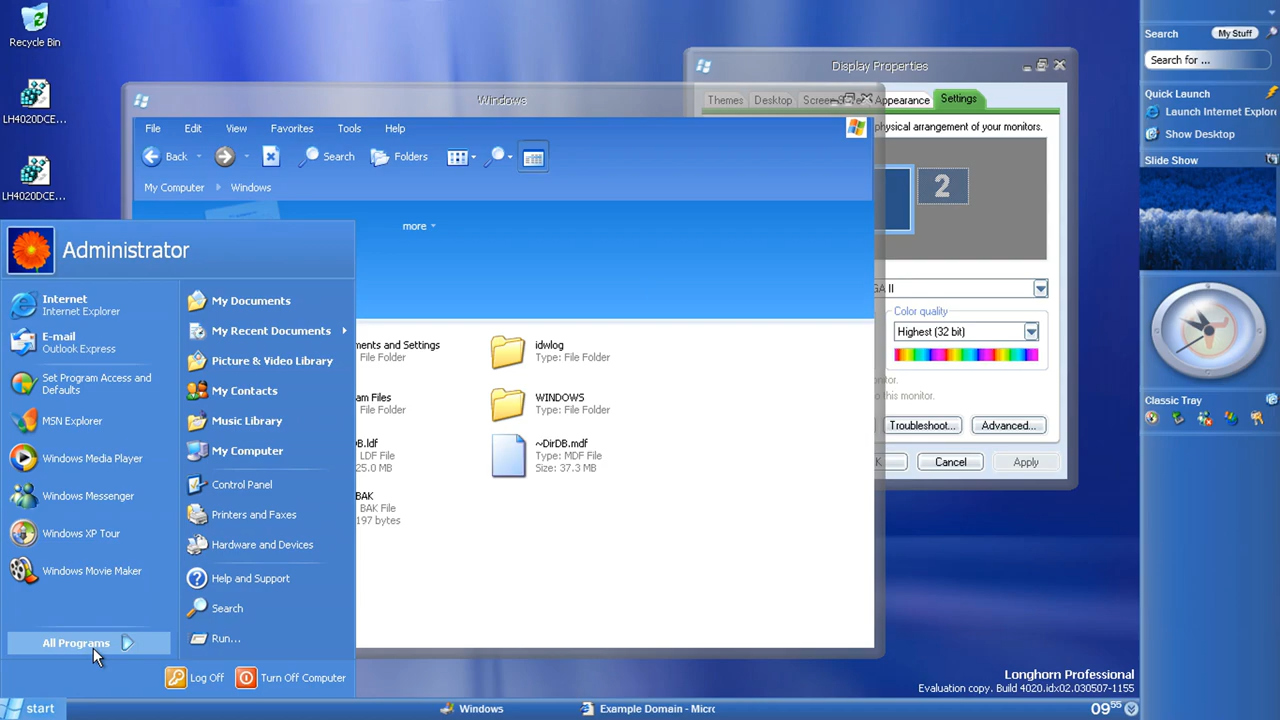 Recycle Bin
LH4020DCE...
LH4020DCE...
Display Properties
Themes
Desktop
Appearance
Settings
physical arrangement of your monitors.
2
Color quality
Highest (32 bit)
Troubleshoot...
Advanced...
Cancel
Apply
Windows
File Edit View Favorites Tools Help
Back
Search
Folders
My Computer
Windows
more
ments and Settings
File Folder
idwlog
Type: File Folder
am Files
File Folder
WINDOWS
Type: File Folder
B.ldf
LDF File
25.0 MB
~DirDB.mdf
Type: MDF File
Size: 37.3 MB
BAK
BAK File
197 bytes
Administrator
Internet
Internet Explorer
E-mail
Outlook Express
Set Program Access and
Defaults
MSN Explorer
Windows Media Player
Windows Messenger
Windows XP Tour
Windows Movie Maker
All Programs
My Documents
My Recent Documents
Picture & Video Library
My Contacts
Music Library
My Computer
Control Panel
Printers and Faxes
Hardware and Devices
Help and Support
Search
Run...
Log Off
Turn Off Computer
Search
My Stuff
Search for ...
Quick Launch
Launch Internet Explor
Show Desktop
Slide Show
Classic Tray
Longhorn Professional
Evaluation copy. Build 4020.idx02.030507-1155
start
Windows
Example Domain - Micro
09:55